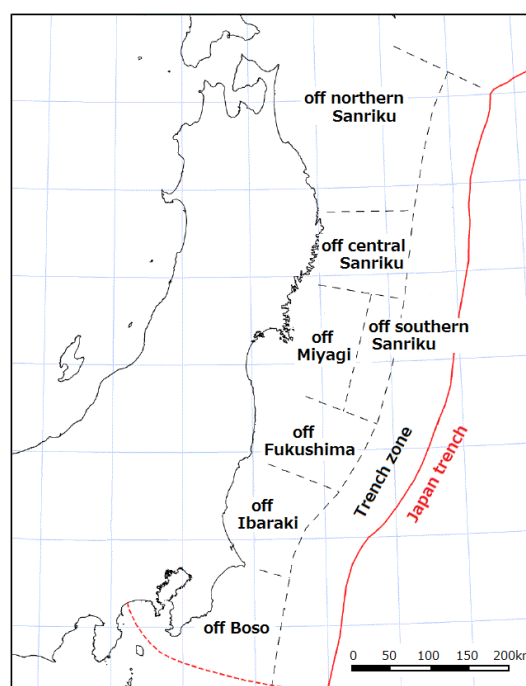 off northern
Sanriku
off central
Sanriku
off
Miyagi
off southern
Sanriku
off
Fukushima
Trench zone
Japan trench
off
Ibaraki
off Boso
0 50 100 150 200km